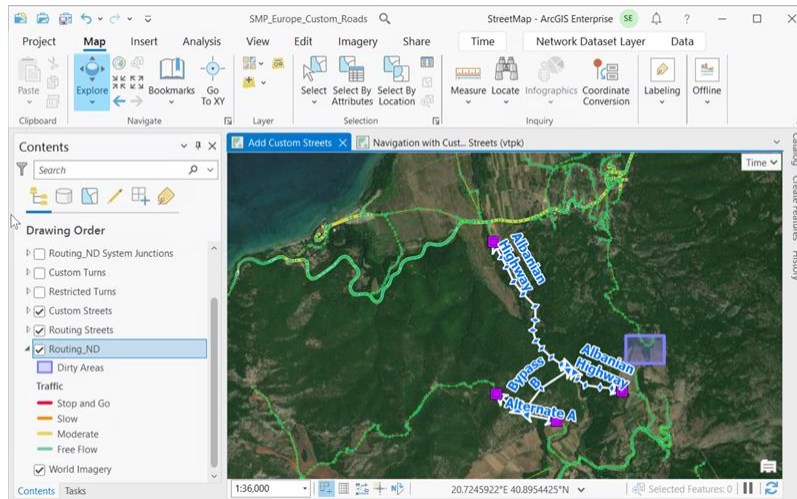 SMP_Europe_Custom_Roads
StreetMap - ArcGIS Enterprise
SE
?
Project
Map
Insert
Analysis
View
Edit
Imagery
Share
Time
Network Dataset Layer
Data
Paste
Explore
Bookmarks
Go
To XY
Select
Select By
Attributes
Select By
Location
Measure
Locate
Infographics
Coordinate
Conversion
Labeling
Offline
Clipboard
Navigate
Layer
Selection
Inquiry
Contents
Search
Drawing Order
Routing_ND System Junctions
Custom Turns
Restricted Turns
Custom Streets
Routing Streets
Routing_ND
Dirty Areas
Traffic
Stop and Go
Slow
Moderate
Free Flow
World Imagery
Contents
Tasks
Add Custom Streets
Navigation with Cust... Streets (vtpk)
Time
Albanian
Highway
Albanian
Highway
Bypass
B
Alternate A
1:36,000
20.7245922°E 40.8954425°N
Selected Features: 0
Catalog
Create Features
History